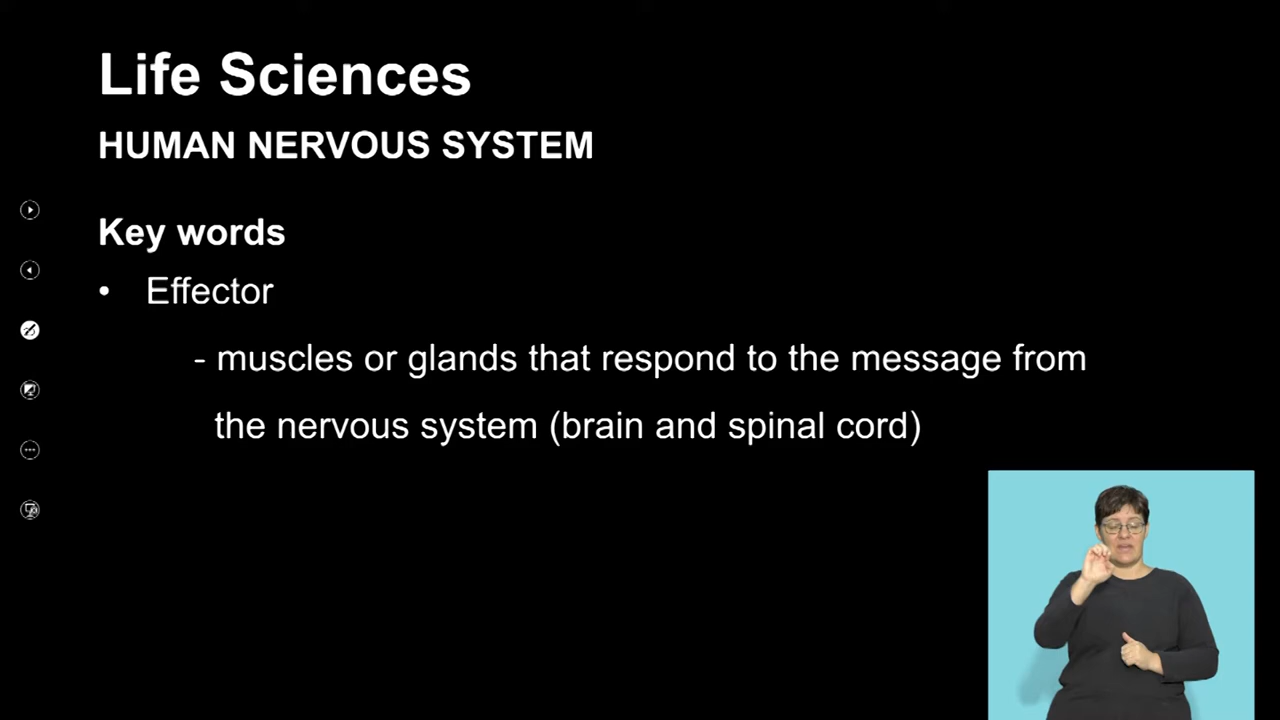 Life Sciences
HUMAN NERVOUS SYSTEM
Key words
• Effector
- muscles or glands that respond to the message from
the nervous system (brain and spinal cord)